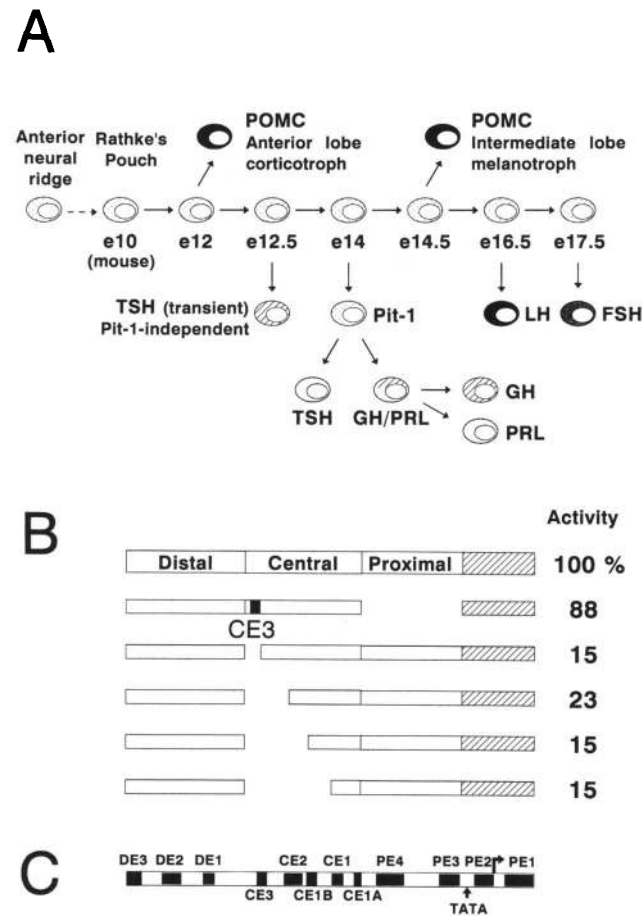 A
Anterior neural ridge
Rathke's Pouch
POMC
Anterior lobe
corticotroph
POMC
Intermediate lobe
melanotroph
e10 e12 e12.5 e14 e14.5 e16.5 e17.5
(mouse)
TSH (transient)
Pit-1-independent
Pit-1
LH
FSH
TSH
GH/PRL
GH
PRL
B
Activity
Distal Central Proximal 100 %
88
CE3
15
23
15
15
C
DE3 DE2 DE1 CE2 CE1 PE4 PE3 PE2 PE1
CE3 CE1B CE1A
TATA